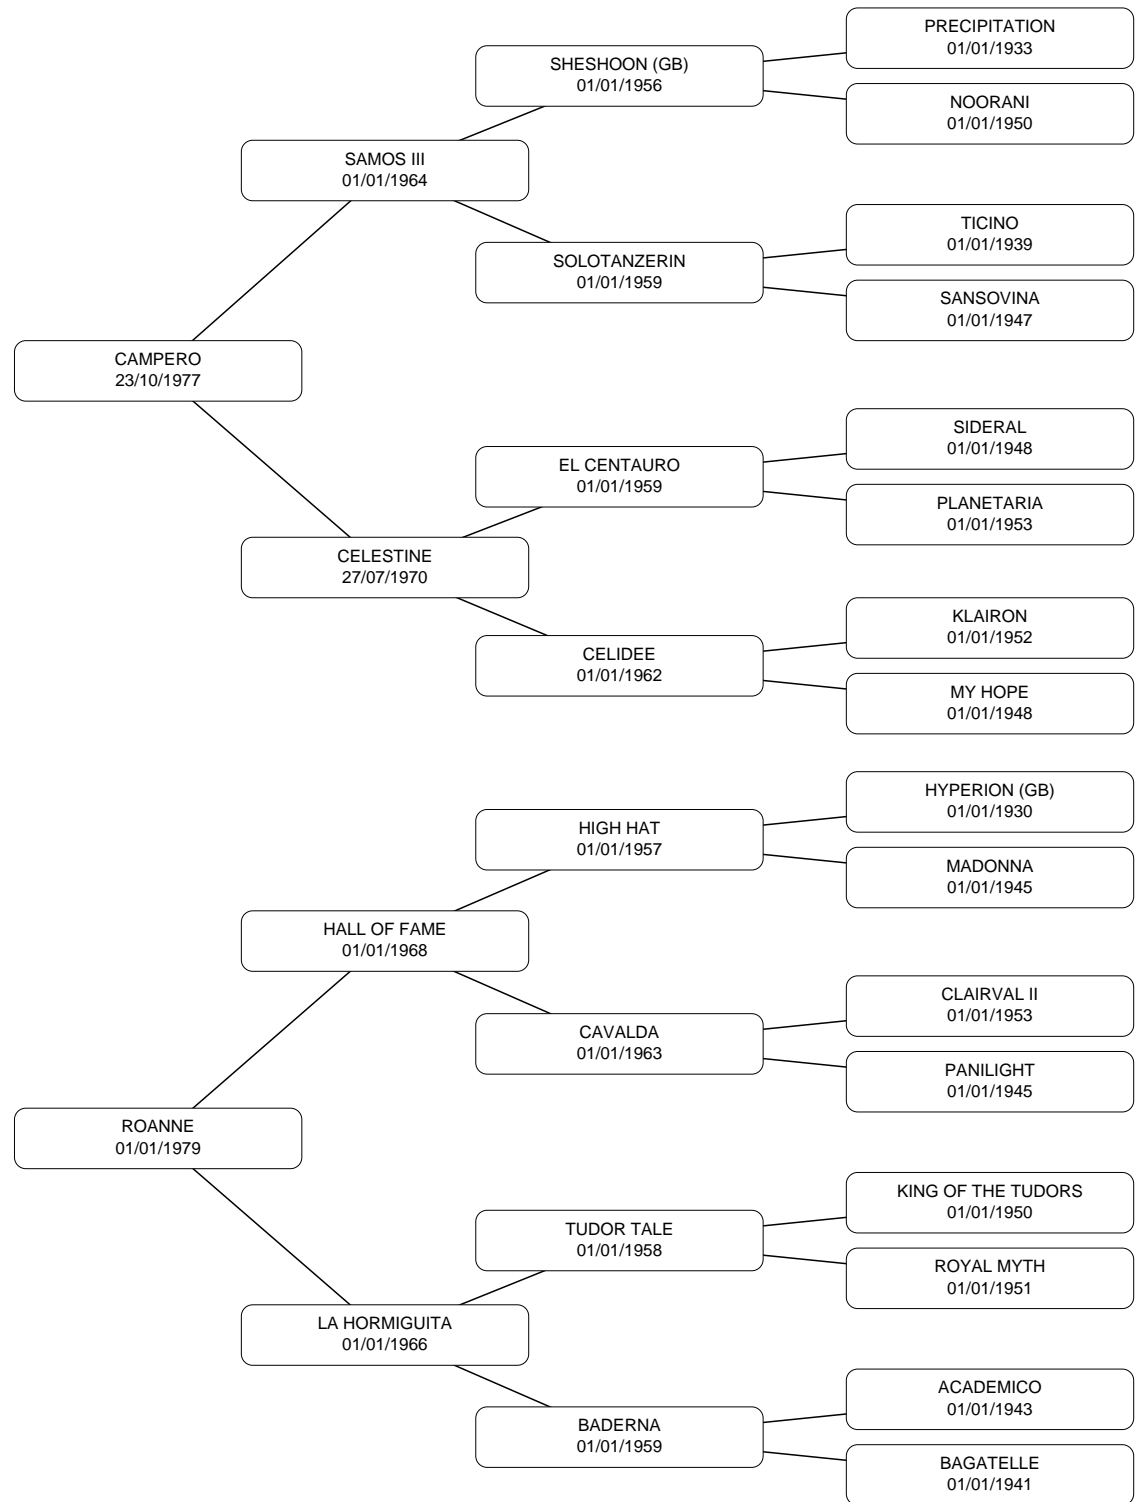 PRECIPITATION
01/01/1933
SHESHOON (GB)
01/01/1956
NOORANI
01/01/1950
SAMOS III
01/01/1964
TICINO
01/01/1939
SOLOTANZERIN
01/01/1959
SANSOVINA
01/01/1947
CAMPERO
23/10/1977
SIDERAL
01/01/1948
EL CENTAURO
01/01/1959
PLANETARIA
01/01/1953
CELESTINE
27/07/1970
KLAIRON
01/01/1952
CELIDEE
01/01/1962
MY HOPE
01/01/1948
HYPERION (GB)
01/01/1930
HIGH HAT
01/01/1957
MADONNA
01/01/1945
HALL OF FAME
01/01/1968
CLAIRVAL II
01/01/1953
CAVALDA
01/01/1963
PANILIGHT
01/01/1945
ROANNE
01/01/1979
KING OF THE TUDORS
01/01/1950
TUDOR TALE
01/01/1958
ROYAL MYTH
01/01/1951
LA HORMIGUITA
01/01/1966
ACADEMICO
01/01/1943
BADERNA
01/01/1959
BAGATELLE
01/01/1941